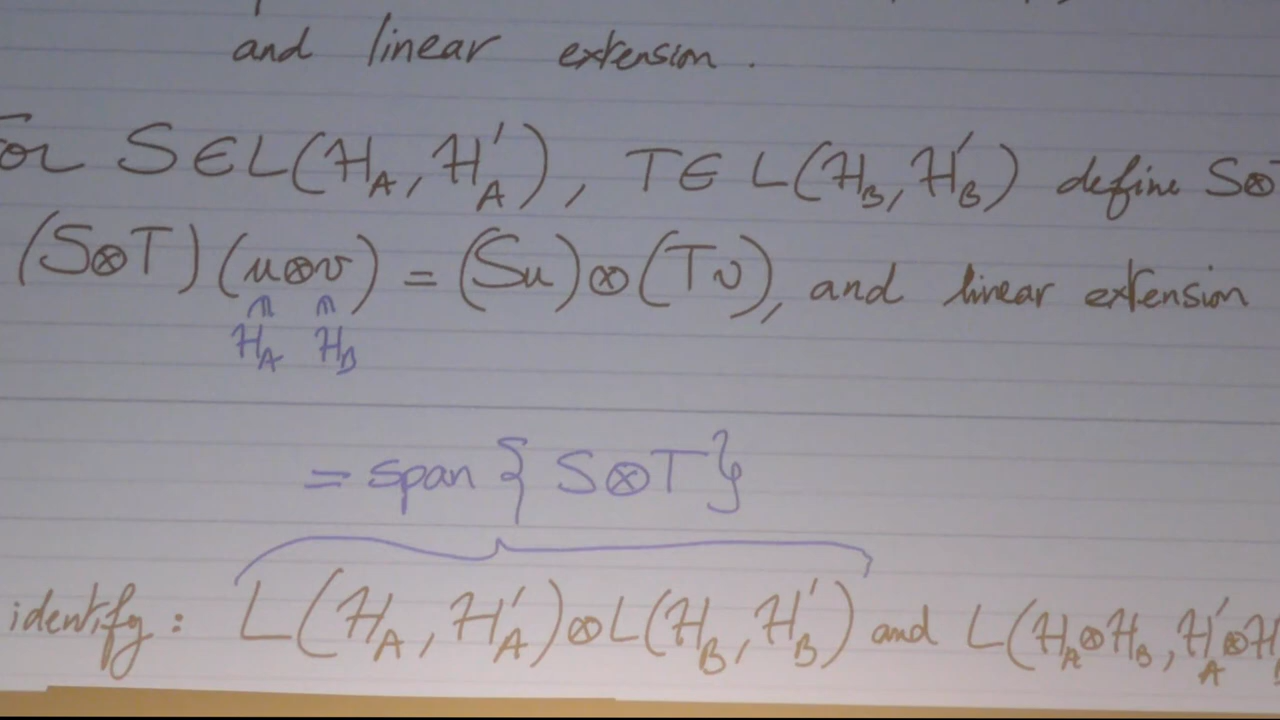 and linear extension.
For S ∈ L(H_A, H'_A), T ∈ L(H_B, H'_B) define S⊗
(S⊗T)(u⊗v) = (Su)⊗(Tv), and linear extension
∈ ∈
H_A H_B
= span { S⊗T }
identify: L(H_A, H'_A)⊗L(H_B, H'_B) and L(H_A⊗H_B, H'_A⊗H